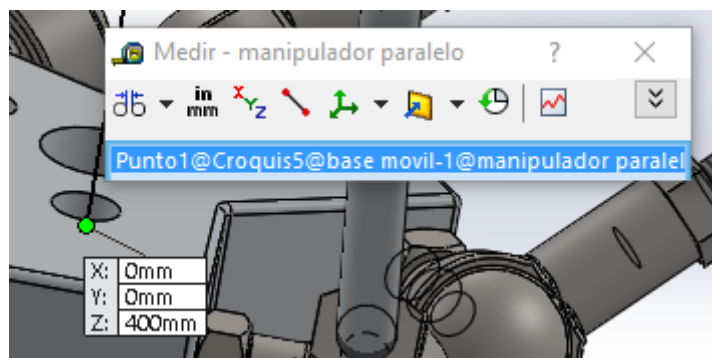 Medir - manipulador paralelo ?
in
mm
X
Y
Z
Punto1@Croquis5@base movil-1@manipulador paralel
X: 0mm
Y: 0mm
Z: 400mm